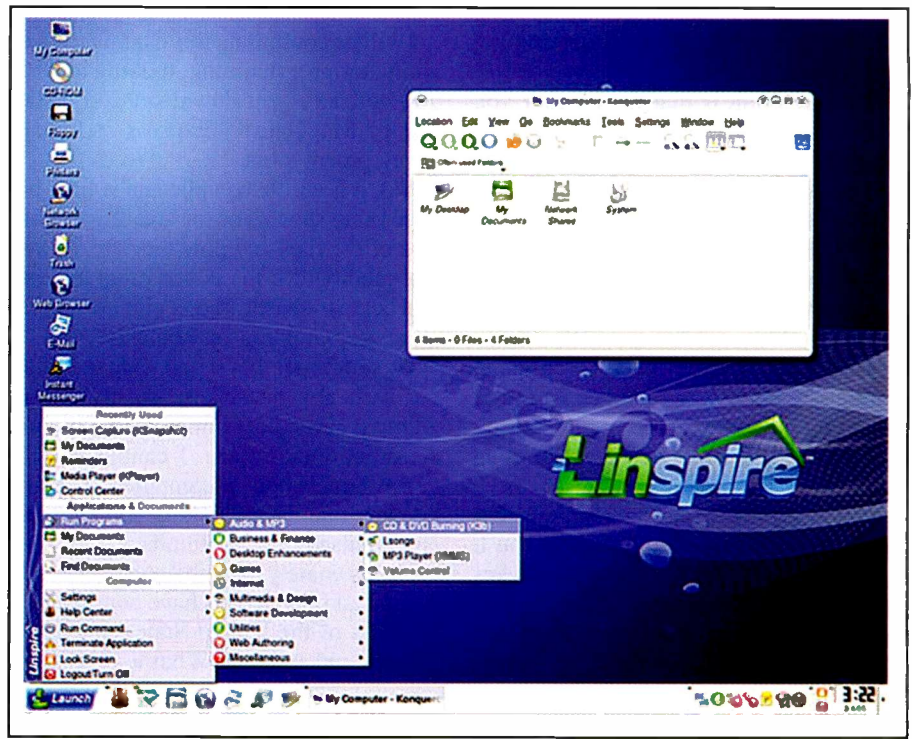 My Computer
CD-ROM
Floppy
Printers
Network
Browser
Trash
Web Browser
E-Mail
Instant
Messenger
My Computer - Konqueror
Location Edit View Go Bookmarks Tools Settings Window Help
Often used Folders
My Desktop
My
Documents
Network
Shares
System
4 Items - 0 Files - 4 Folders
Linspire
Recently Used
Screen Capture (KSnapshot)
My Documents
Reminders
Media Player (KPlayer)
Control Center
Applications & Documents
Run Programs
My Documents
Recent Documents
Find Documents
Computer
Settings
Help Center
Run Command...
Terminate Application
Lock Screen
Logout/Turn Off
Linspire
Audio & MP3
Business & Finance
Desktop Enhancements
Games
Internet
Multimedia & Design
Software Development
Utilities
Web Authoring
Miscellaneous
CD & DVD Burning (K3b)
Lsongs
MP3 Player (XMMS)
Volume Control
Launch
My Computer - Konquer
3:22